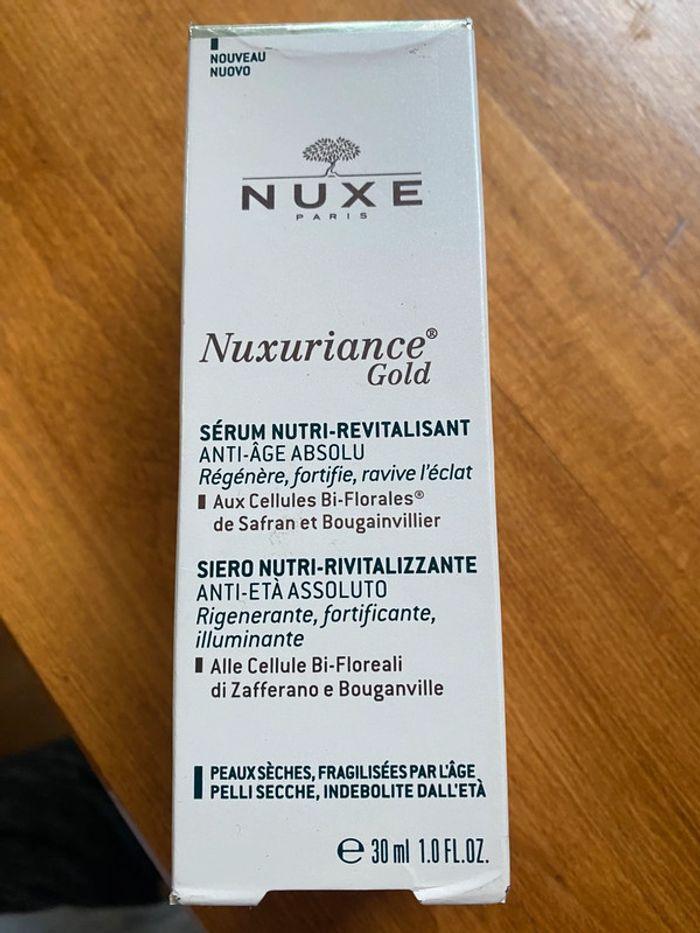 NOUVEAU
NUOVO
NUXE
PARIS
Nuxuriance®
Gold
SÉRUM NUTRI-REVITALISANT
ANTI-ÂGE ABSOLU
Régénère, fortifie, ravive l'éclat
Aux Cellules Bi-Florales®
de Safran et Bougainvillier
SIERO NUTRI-RIVITALIZZANTE
ANTI-ETÀ ASSOLUTO
Rigenerante, fortificante,
illuminante
Alle Cellule Bi-Floreali
di Zafferano e Bouganville
PEAUX SÈCHES, FRAGILISÉES PAR L'ÂGE
PELLI SECCHE, INDEBOLITE DALL'ETÀ
℮ 30 ml 1.0 FL.OZ.